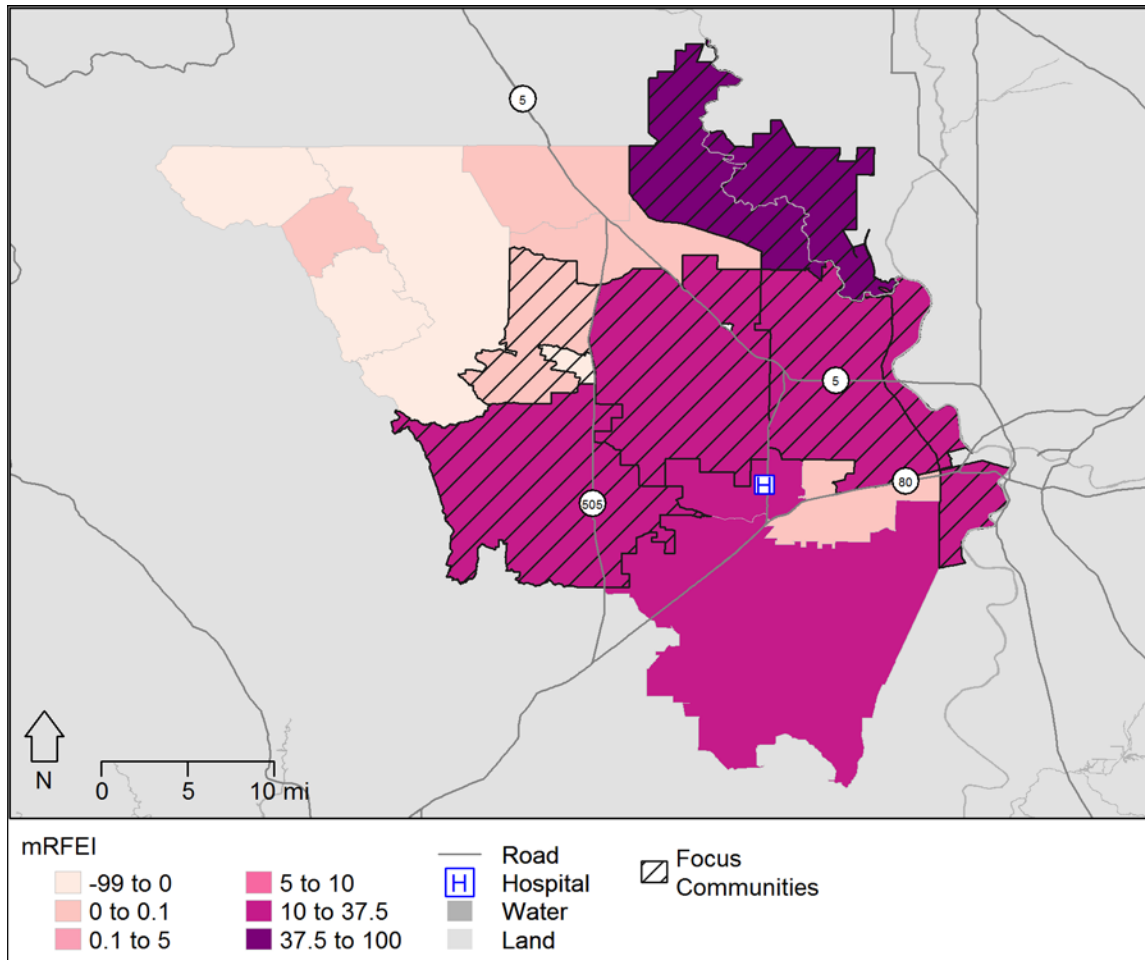 5
5
80
H
505
N
0 5 10 mi
mRFEI
-99 to 0
0 to 0.1
0.1 to 5
5 to 10
10 to 37.5
37.5 to 100
Road
H Hospital
Water
Land
Focus
Communities